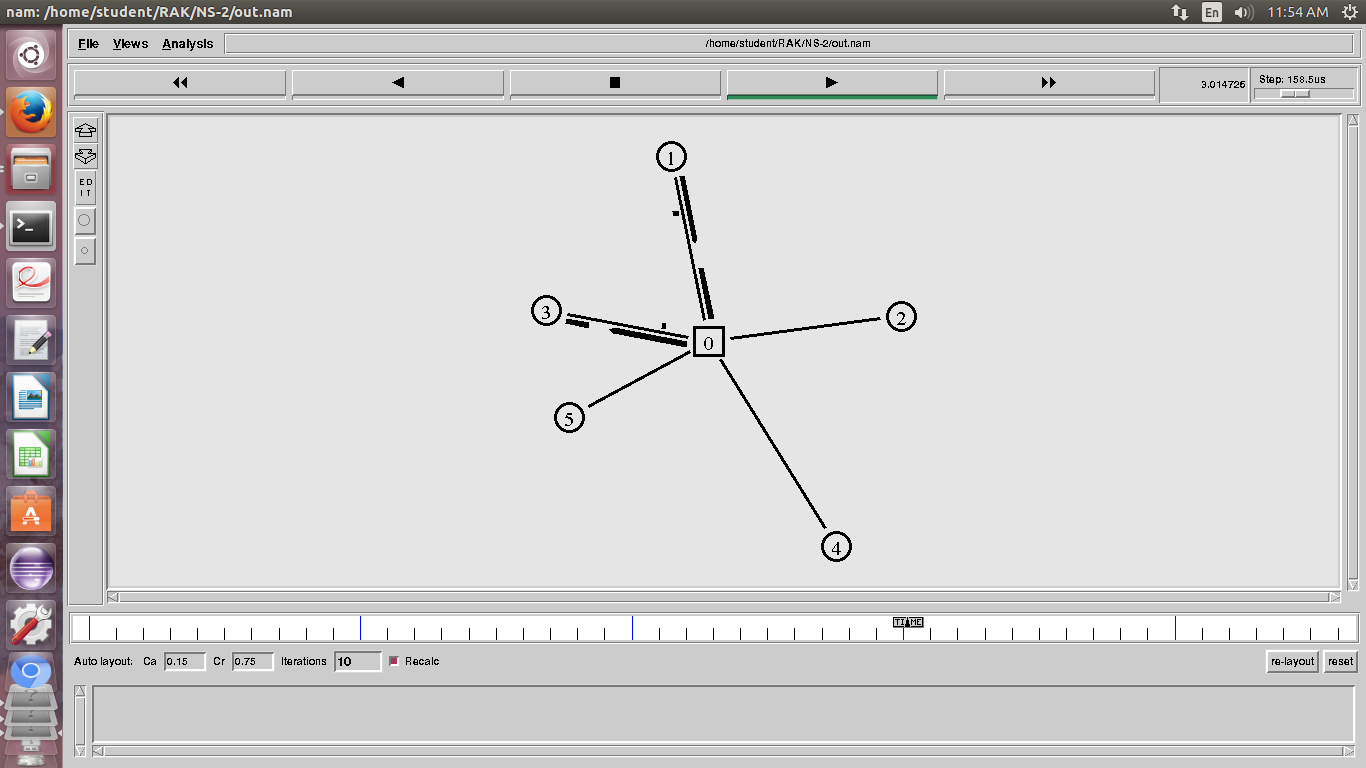 nam: /home/student/RAK/NS-2/out.nam En 11:54 AM
File Views Analysis /home/student/RAK/NS-2/out.nam
3.014726 Step: 158.5us
ED
IT
1
3
2
0
5
4
TIME
Auto layout: Ca 0.15 Cr 0.75 Iterations 10 Recalc re-layout reset